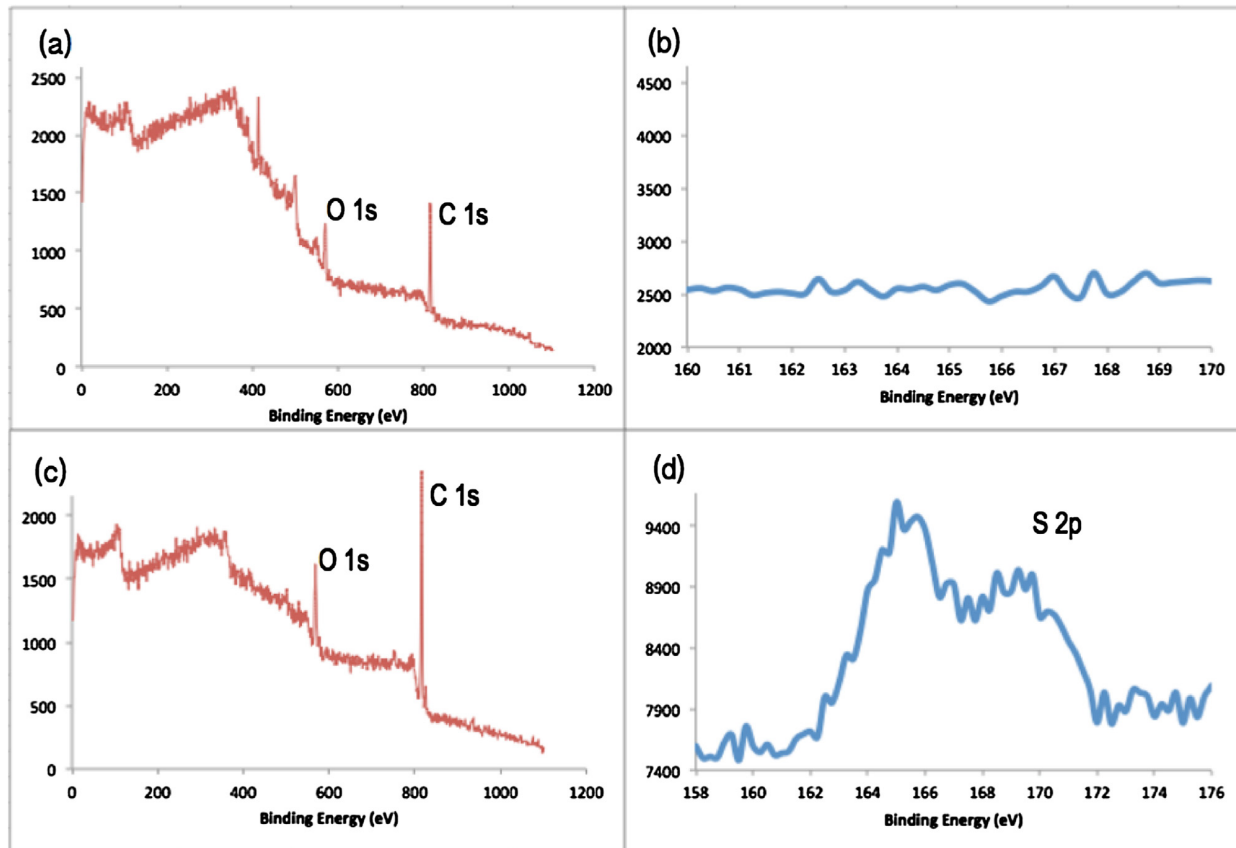 (a)
2500
2000
1500
1000
500
0
O 1s
C 1s
0 200 400 600 800 1000 1200
Binding Energy (eV)
(b)
4500
4000
3500
3000
2500
2000
160 161 162 163 164 165 166 167 168 169 170
Binding Energy (eV)
(c)
2000
1500
1000
500
0
C 1s
O 1s
0 200 400 600 800 1000 1200
Binding Energy (eV)
(d)
9400
8900
8400
7900
7400
S 2p
158 160 162 164 166 168 170 172 174 176
Binding Energy (eV)